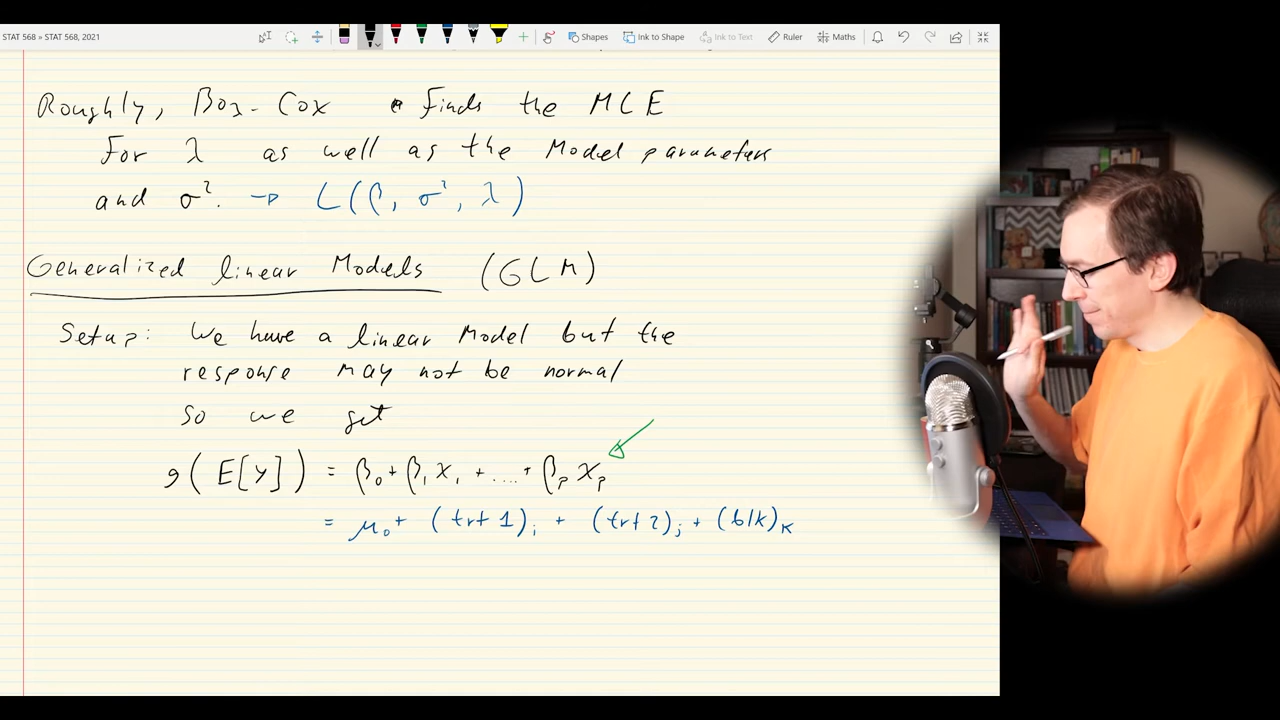 STAT 568 » STAT 568, 2021
Shapes Ink to Shape Ink to Text Ruler Maths
Roughly, Box-Cox finds the MLE
for λ as well as the Model parameters
and σ². → L(β, σ², λ)
Generalized linear Models (GLM)
Setup: We have a linear Model but the
response may not be normal
So we get
g(E[y]) = β₀ + β₁x₁ + .... + βₚxₚ
= μ₀ + (trt 1)ᵢ + (trt 2)ⱼ + (blk)ₖ